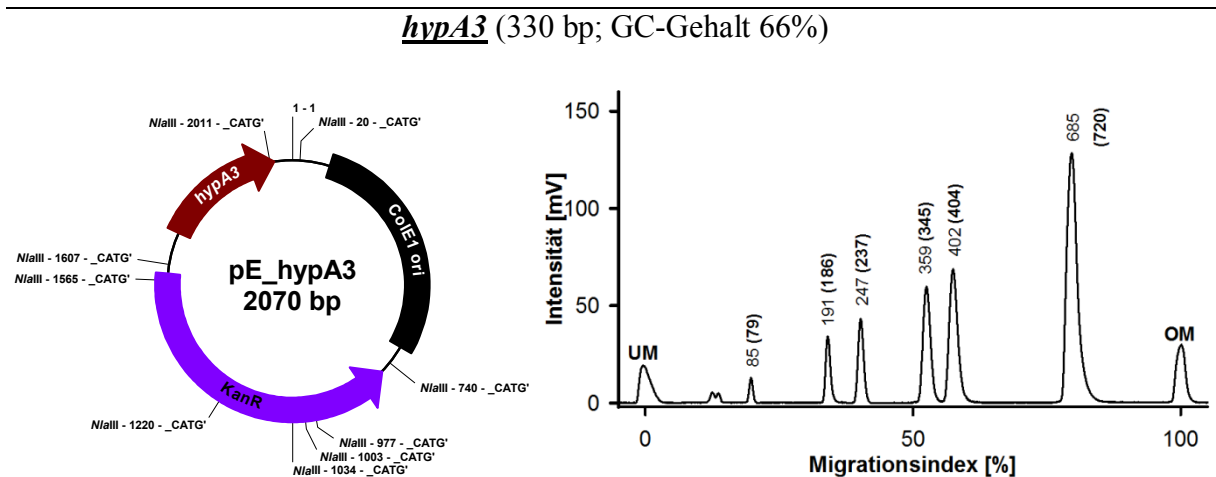 hypA3 (330 bp; GC-Gehalt 66%)
1 - 1
NlaIII - 2011 - _CATG'
NlaIII - 20 - _CATG'
hypA3
ColE1 ori
NlaIII - 1607 - _CATG'
NlaIII - 1565 - _CATG'
pE_hypA3
2070 bp
KanR
NlaIII - 740 - _CATG'
NlaIII - 1220 - _CATG'
NlaIII - 977 - _CATG'
NlaIII - 1003 - _CATG'
NlaIII - 1034 - _CATG'
Intensität [mV]
150
100
50
0
UM
85 (79)
191 (186)
247 (237)
359 (345)
402 (404)
685
(720)
OM
0
50
100
Migrationsindex [%]